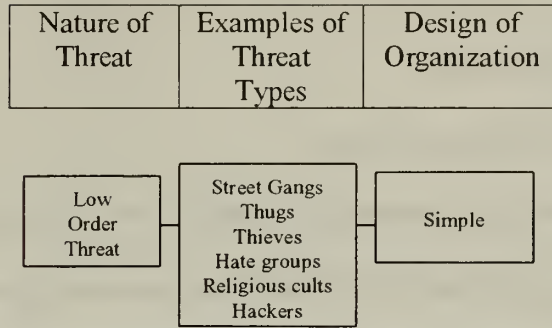 Nature of
Threat
Examples of
Threat
Types
Design of
Organization
Low
Order
Threat
Street Gangs
Thugs
Thieves
Hate groups
Religious cults
Hackers
Simple